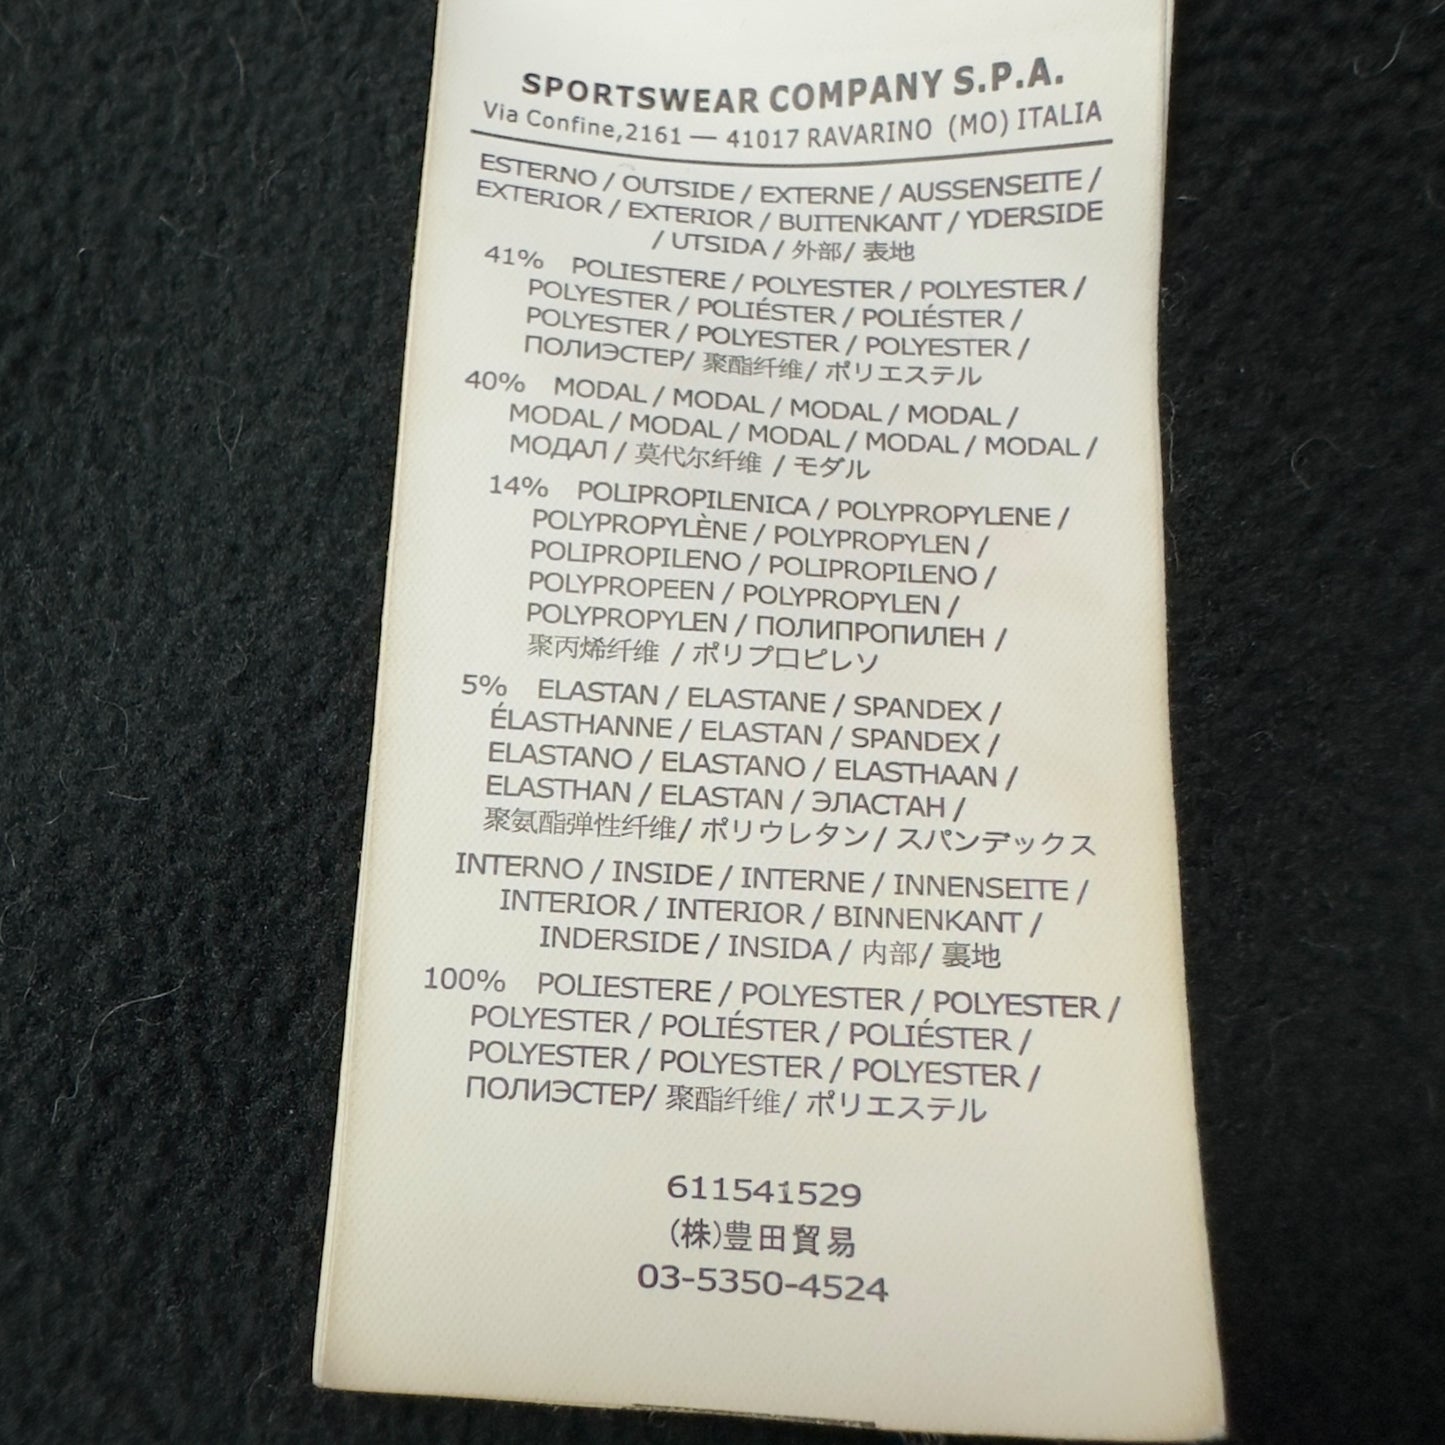 SPORTSWEAR COMPANY S.P.A.
Via Confine,2161 — 41017 RAVARINO (MO) ITALIA
ESTERNO / OUTSIDE / EXTERNE / AUSSENSEITE /
EXTERIOR / EXTERIOR / BUITENKANT / YDERSIDE
/ UTSIDA / 外部/ 表地
41% POLIESTERE / POLYESTER / POLYESTER /
POLYESTER / POLIÉSTER / POLIÉSTER /
POLYESTER / POLYESTER / POLYESTER /
ПОЛИЭСТЕР/ 聚酯纤维/ ポリエステル
40% MODAL / MODAL / MODAL / MODAL /
MODAL / MODAL / MODAL / MODAL / MODAL /
МОДАЛ / 莫代尔纤维 / モダル
14% POLIPROPILENICA / POLYPROPYLENE /
POLYPROPYLÈNE / POLYPROPYLEN /
POLIPROPILENO / POLIPROPILENO /
POLYPROPEEN / POLYPROPYLEN /
POLYPROPYLEN / ПОЛИПРОПИЛЕН /
聚丙烯纤维 / ポリプロピレソ
5% ELASTAN / ELASTANE / SPANDEX /
ÉLASTHANNE / ELASTAN / SPANDEX /
ELASTANO / ELASTANO / ELASTHAAN /
ELASTHAN / ELASTAN / ЭЛАСТАН /
聚氨酯弹性纤维/ ポリウレタン/ スパンデックス
INTERNO / INSIDE / INTERNE / INNENSEITE /
INTERIOR / INTERIOR / BINNENKANT /
INDERSIDE / INSIDA / 内部/ 裏地
100% POLIESTERE / POLYESTER / POLYESTER /
POLYESTER / POLIÉSTER / POLIÉSTER /
POLYESTER / POLYESTER / POLYESTER /
ПОЛИЭСТЕР/ 聚酯纤维/ ポリエステル
611541529
(株)豊田貿易
03-5350-4524